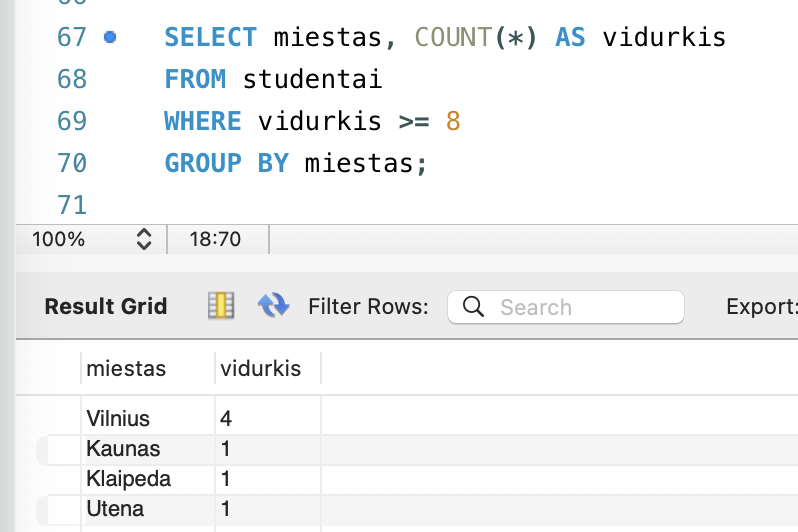 66
67 SELECT miestas, COUNT(*) AS vidurkis
68 FROM studentai
69 WHERE vidurkis >= 8
70 GROUP BY miestas;
71
100% 18:70
Result Grid Filter Rows: Search Export:
miestas vidurkis
Vilnius 4
Kaunas 1
Klaipeda 1
Utena 1